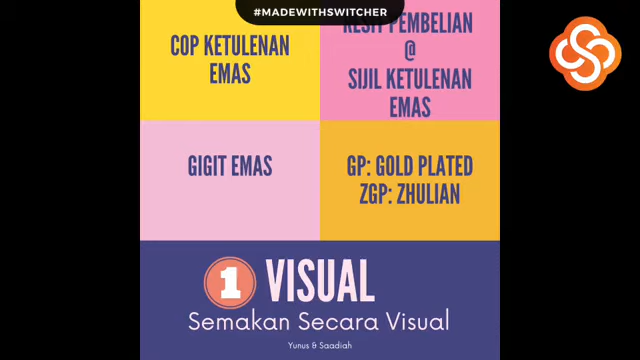 #MADEWITHSWITCHER
COP KETULENAN
EMAS
RESIT PEMBELIAN
@
SIJIL KETULENAN
EMAS
GIGIT EMAS
GP: GOLD PLATED
ZGP: ZHULIAN
1 VISUAL
Semakan Secara Visual
Yunus & Saadiah